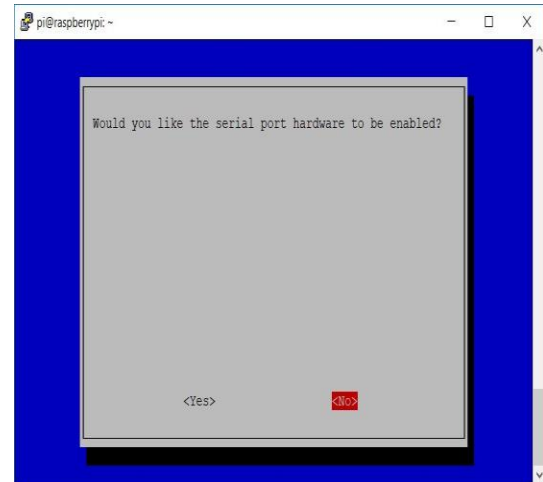 pi@raspberrypi: ~
Would you like the serial port hardware to be enabled?
<Yes> <No>